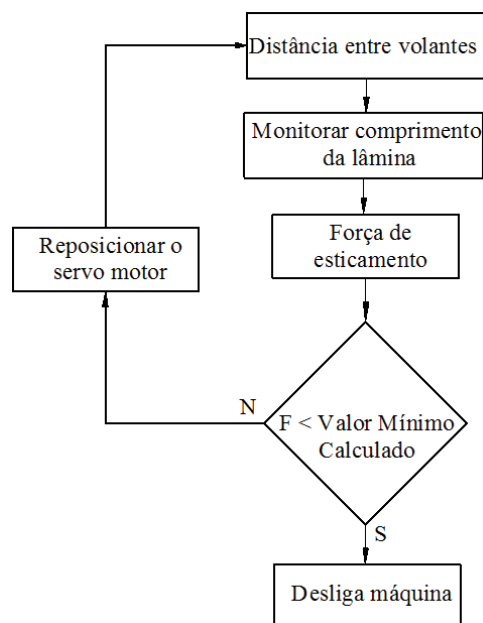 Distância entre volantes
Monitorar comprimento
da lâmina
Força de
esticamento
Reposicionar o
servo motor
N
F < Valor Mínimo
Calculado
S
Desliga máquina